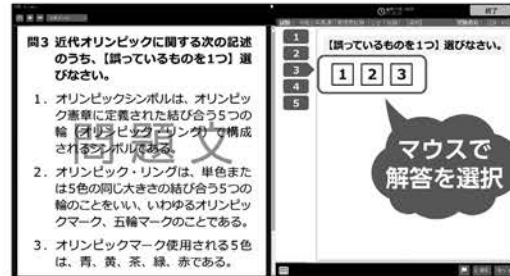 終了
問3 近代オリンピックに関する次の記述
のうち、【誤っているものを1つ】選
びなさい。
1. オリンピックシンボルは、オリンピッ
ク憲章に定義された結び合う5つの
輪（オリンピック・リング）で構成
されるシンボルである。
2. オリンピック・リングは、単色また
は5色の同じ大きさの結び合う5つの
輪のことをいい、いわゆるオリンピッ
クマーク、五輪マークのことである。
3. オリンピックマーク使用される5色
は、青、黄、茶、緑、赤である。
問題文
1
2
3
4
5
【誤っているものを1つ】選びなさい。
1 2 3
マウスで
解答を選択